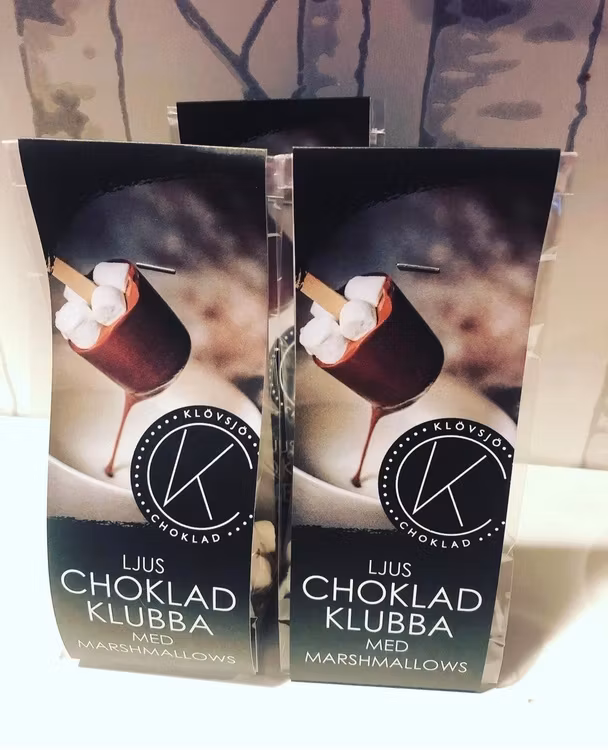 KLÖVSJÖ
K
CHOKLAD
LJUS
CHOKLAD
KLUBBA
MED
MARSHMALLOWS
KLÖVSJÖ
K
CHOKLAD
LJUS
CHOKLAD
KLUBBA
MED
MARSHMALLOWS